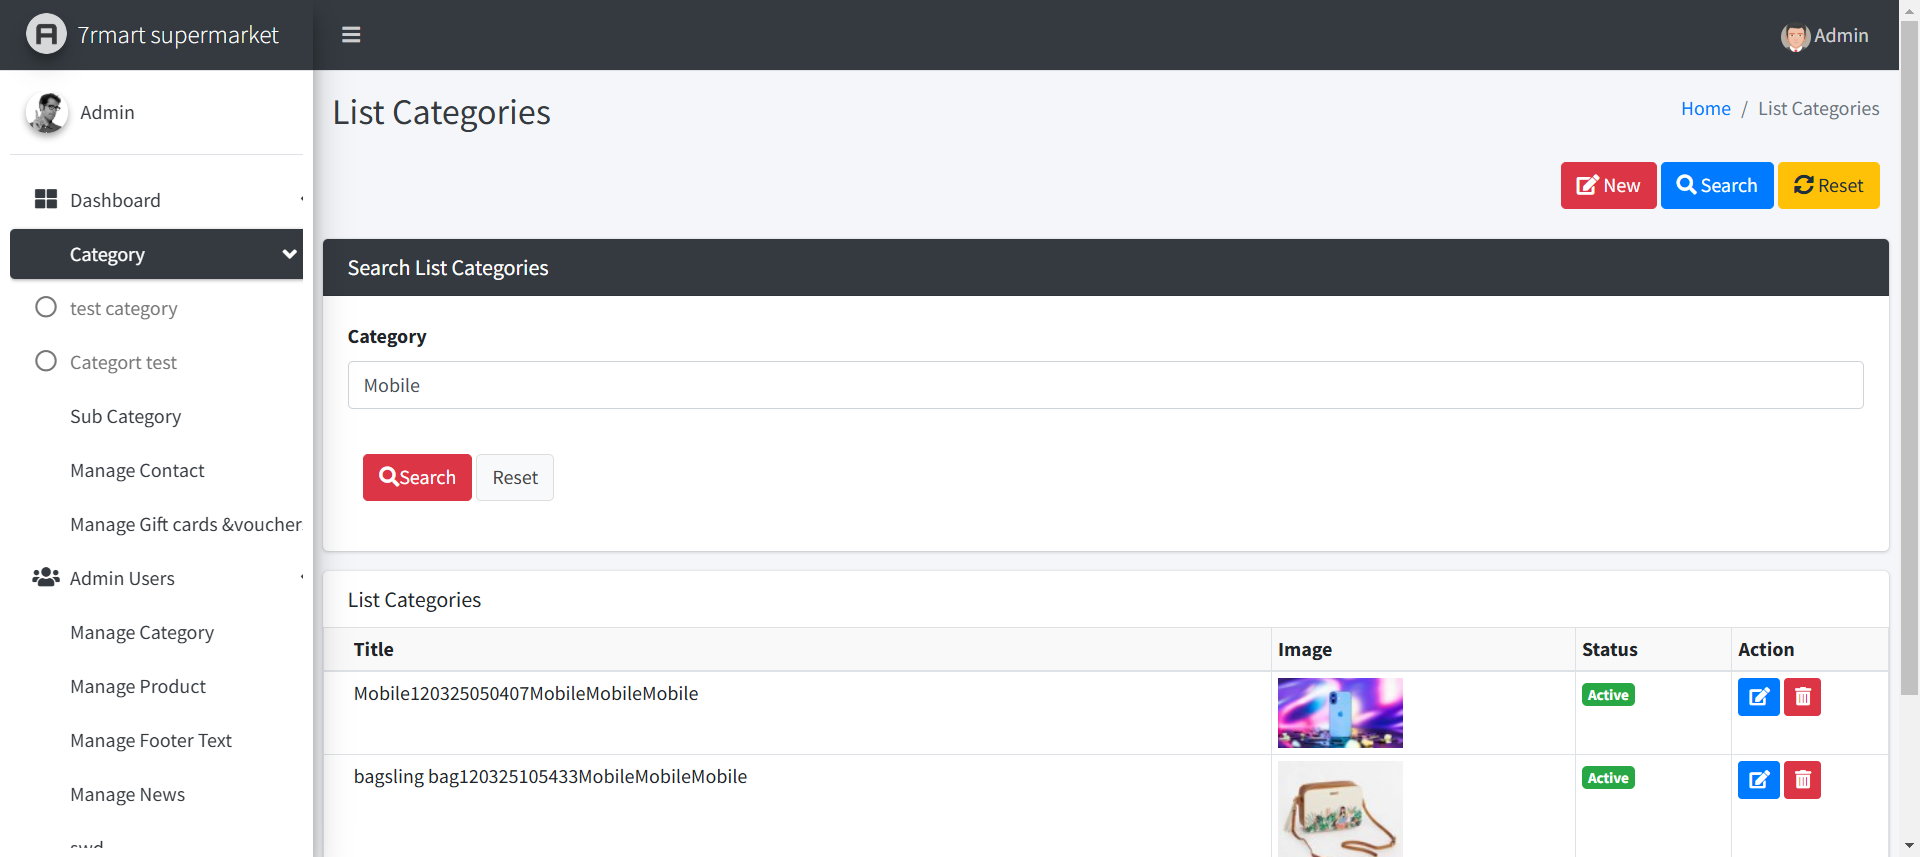 7rmart supermarket
Admin
Admin
List Categories
Home / List Categories
New Search Reset
Dashboard
Category
test category
Categort test
Sub Category
Manage Contact
Manage Gift cards &voucher
Admin Users
Manage Category
Manage Product
Manage Footer Text
Manage News
swd
Search List Categories
Category
Mobile
Search Reset
List Categories
Title Image Status Action
Mobile120325050407MobileMobileMobile Active
bagsling bag120325105433MobileMobileMobile Active